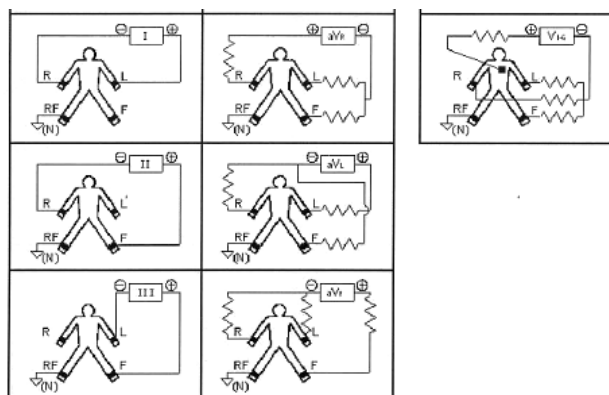 ⊖ I ⊕
R L
RF F
(N)
⊕ aVR ⊖
R L
RF F
(N)
⊕ V1-6 ⊖
R L
RF F
(N)
⊖ II ⊕
R L
RF F
(N)
⊖ aVL ⊕
R L
RF F
(N)
⊖ III ⊕
R L
RF F
(N)
⊖ aVF ⊕
R L
RF F
(N)